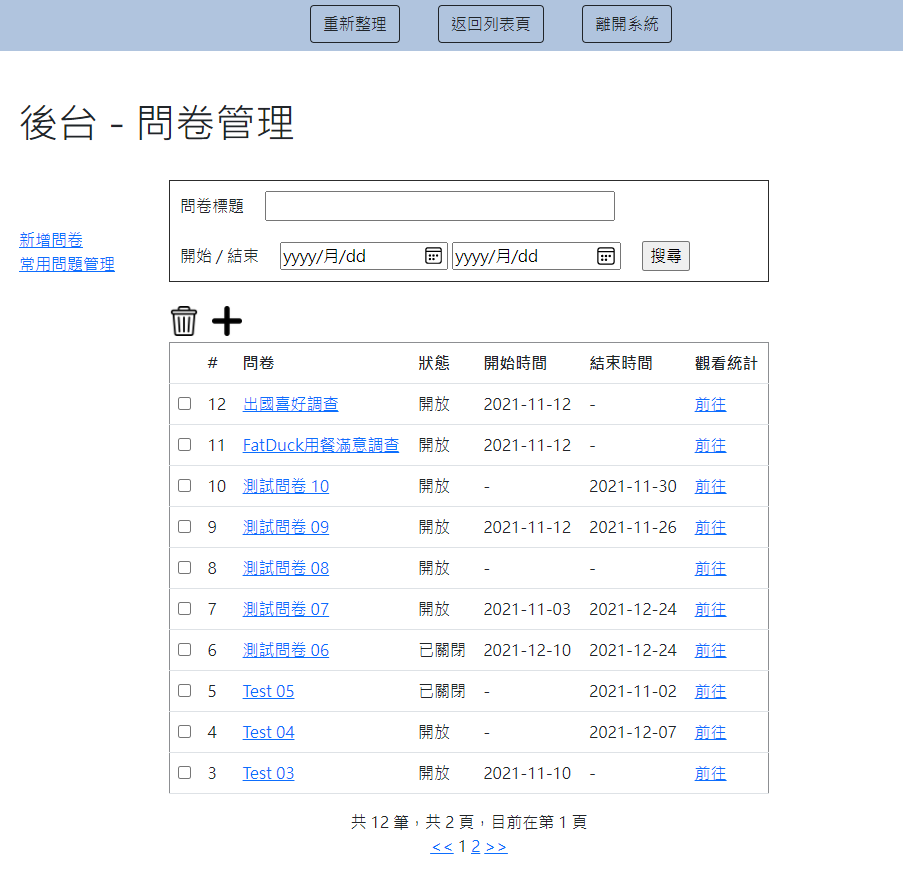 重新整理 返回列表頁 離開系統
後台 - 問卷管理
問卷標題
新增問卷
常用問題管理
開始 / 結束 yyyy/月/dd yyyy/月/dd 搜尋
# 問卷 狀態 開始時間 結束時間 觀看統計
12 出國喜好調查 開放 2021-11-12 - 前往
11 FatDuck用餐滿意調查 開放 2021-11-12 - 前往
10 測試問卷 10 開放 - 2021-11-30 前往
9 測試問卷 09 開放 2021-11-12 2021-11-26 前往
8 測試問卷 08 開放 - - 前往
7 測試問卷 07 開放 2021-11-03 2021-12-24 前往
6 測試問卷 06 已關閉 2021-12-10 2021-12-24 前往
5 Test 05 已關閉 - 2021-11-02 前往
4 Test 04 開放 - 2021-12-07 前往
3 Test 03 開放 2021-11-10 - 前往
共 12 筆，共 2 頁，目前在第 1 頁
<< 1 2 >>